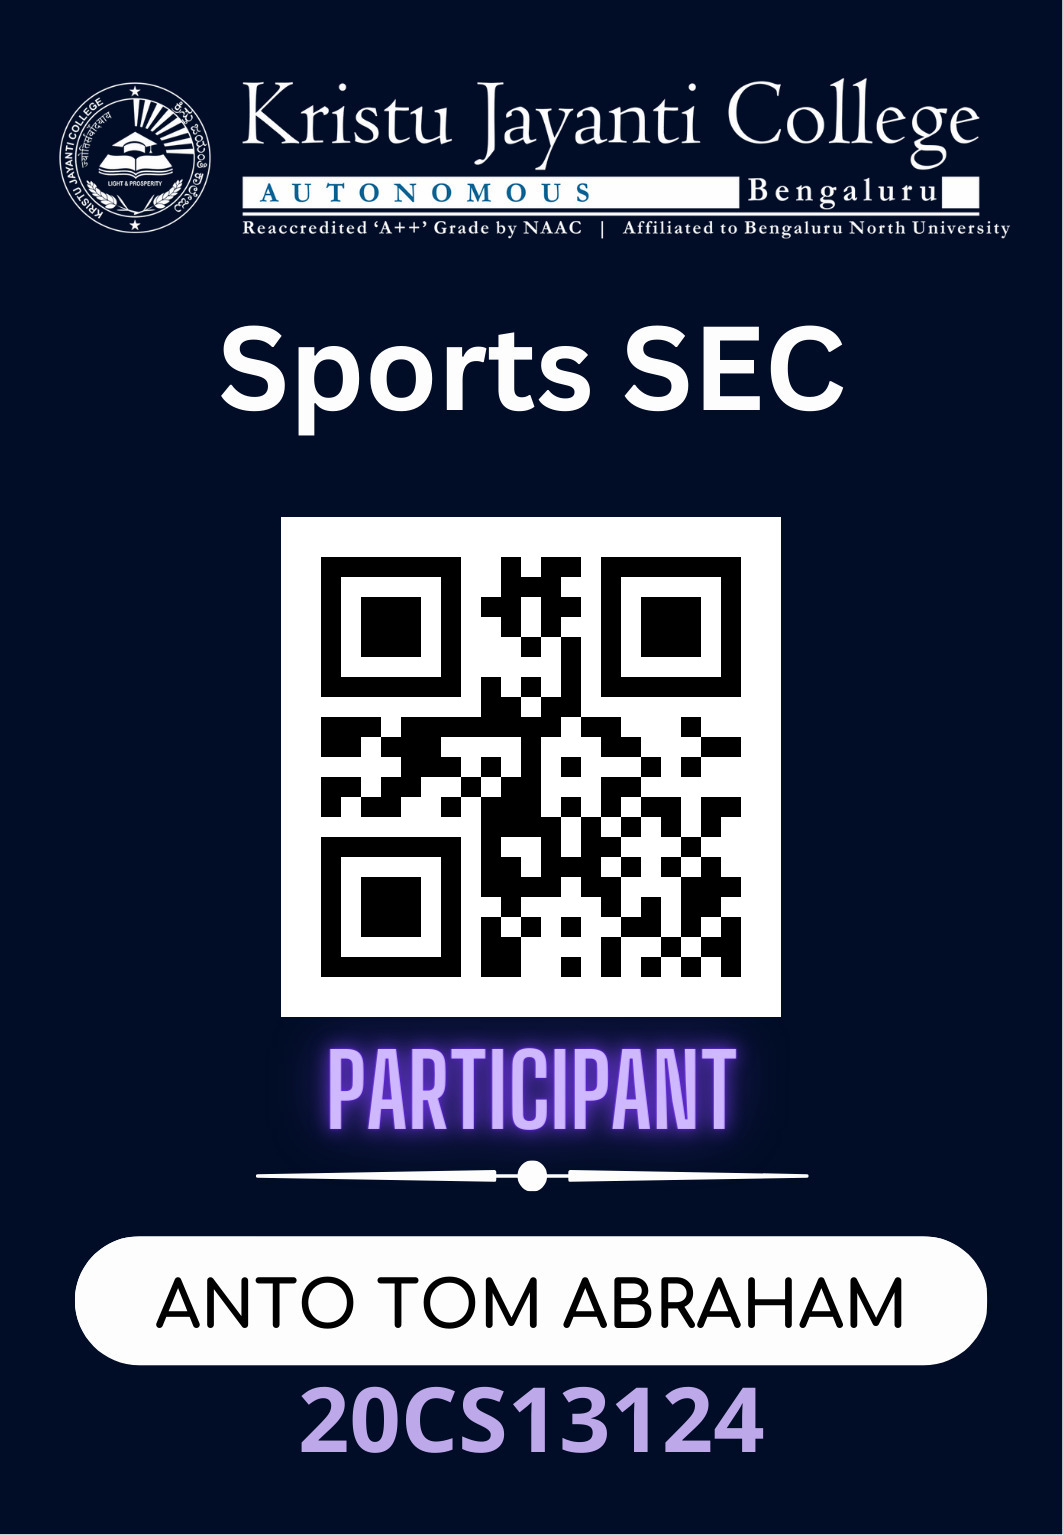 Kristu Jayanti College
AUTONOMOUS Bengaluru
Reaccredited ‘A++’ Grade by NAAC | Affiliated to Bengaluru North University
KRISTU JAYANTI COLLEGE
LIGHT & PROSPERITY
Sports SEC
PARTICIPANT
ANTO TOM ABRAHAM
20CS13124